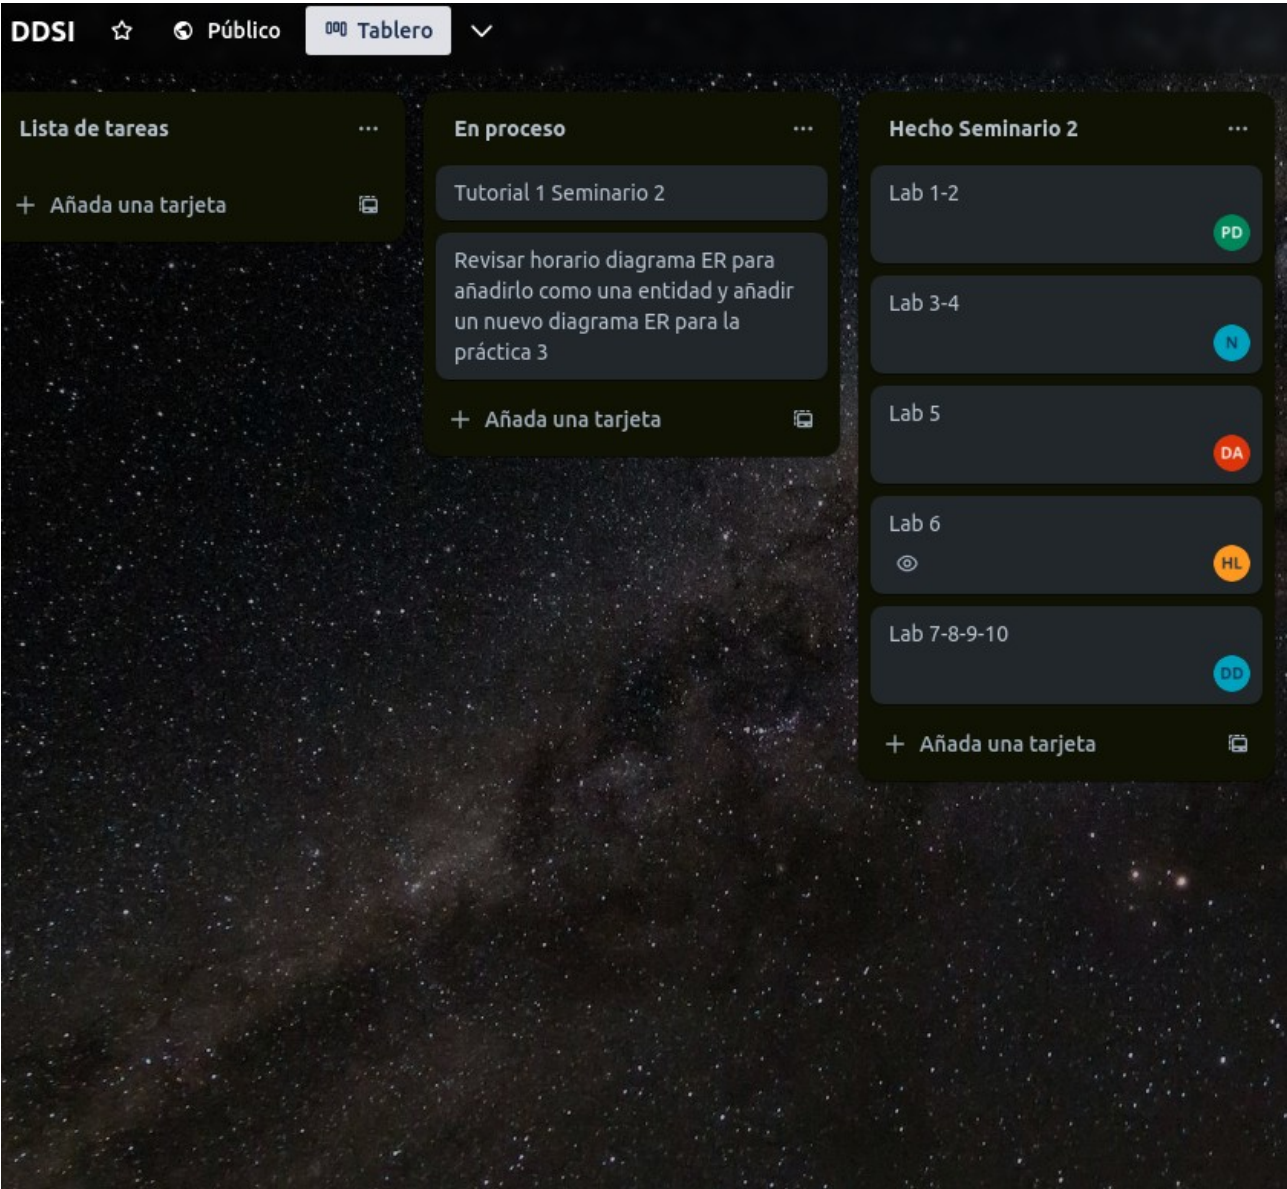 DDSI Público Tablero
Lista de tareas
Añada una tarjeta
En proceso
Tutorial 1 Seminario 2
Revisar horario diagrama ER para
añadirlo como una entidad y añadir
un nuevo diagrama ER para la
práctica 3
Añada una tarjeta
Hecho Seminario 2
Lab 1-2
PD
Lab 3-4
N
Lab 5
DA
Lab 6
HL
Lab 7-8-9-10
DD
Añada una tarjeta